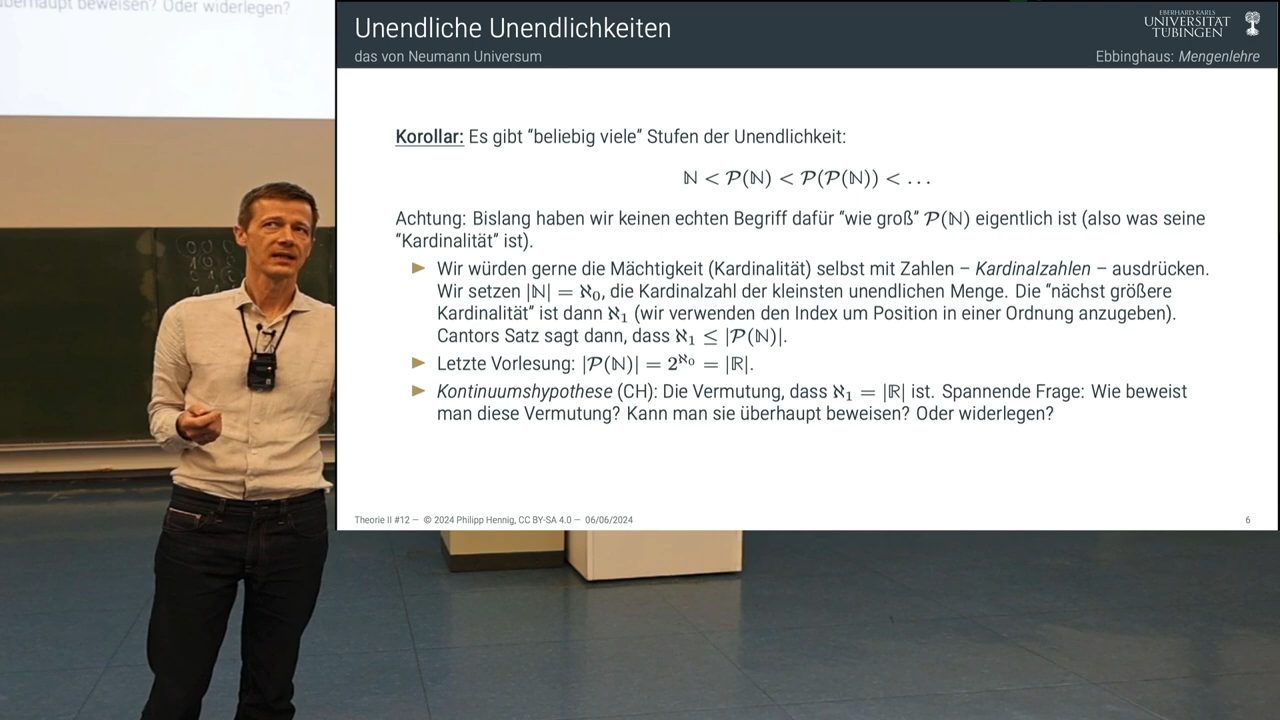 überhaupt beweisen? Oder widerlegen?
Unendliche Unendlichkeiten
das von Neumann Universum
EBERHARD KARLS
UNIVERSITÄT
TÜBINGEN
Ebbinghaus: Mengenlehre
Korollar: Es gibt “beliebig viele” Stufen der Unendlichkeit:
ℕ < 𝒫(ℕ) < 𝒫(𝒫(ℕ)) < . . .
Achtung: Bislang haben wir keinen echten Begriff dafür “wie groß” 𝒫(ℕ) eigentlich ist (also was seine
“Kardinalität” ist).
Wir würden gerne die Mächtigkeit (Kardinalität) selbst mit Zahlen – Kardinalzahlen – ausdrücken.
Wir setzen |ℕ| = ℵ₀, die Kardinalzahl der kleinsten unendlichen Menge. Die “nächst größere
Kardinalität” ist dann ℵ₁ (wir verwenden den Index um Position in einer Ordnung anzugeben).
Cantors Satz sagt dann, dass ℵ₁ ≤ |𝒫(ℕ)|.
Letzte Vorlesung: |𝒫(ℕ)| = 2^ℵ₀ = |ℝ|.
Kontinuumshypothese (CH): Die Vermutung, dass ℵ₁ = |ℝ| ist. Spannende Frage: Wie beweist
man diese Vermutung? Kann man sie überhaupt beweisen? Oder widerlegen?
Theorie II #12 — © 2024 Philipp Hennig, CC BY-SA 4.0 — 06/06/2024
6